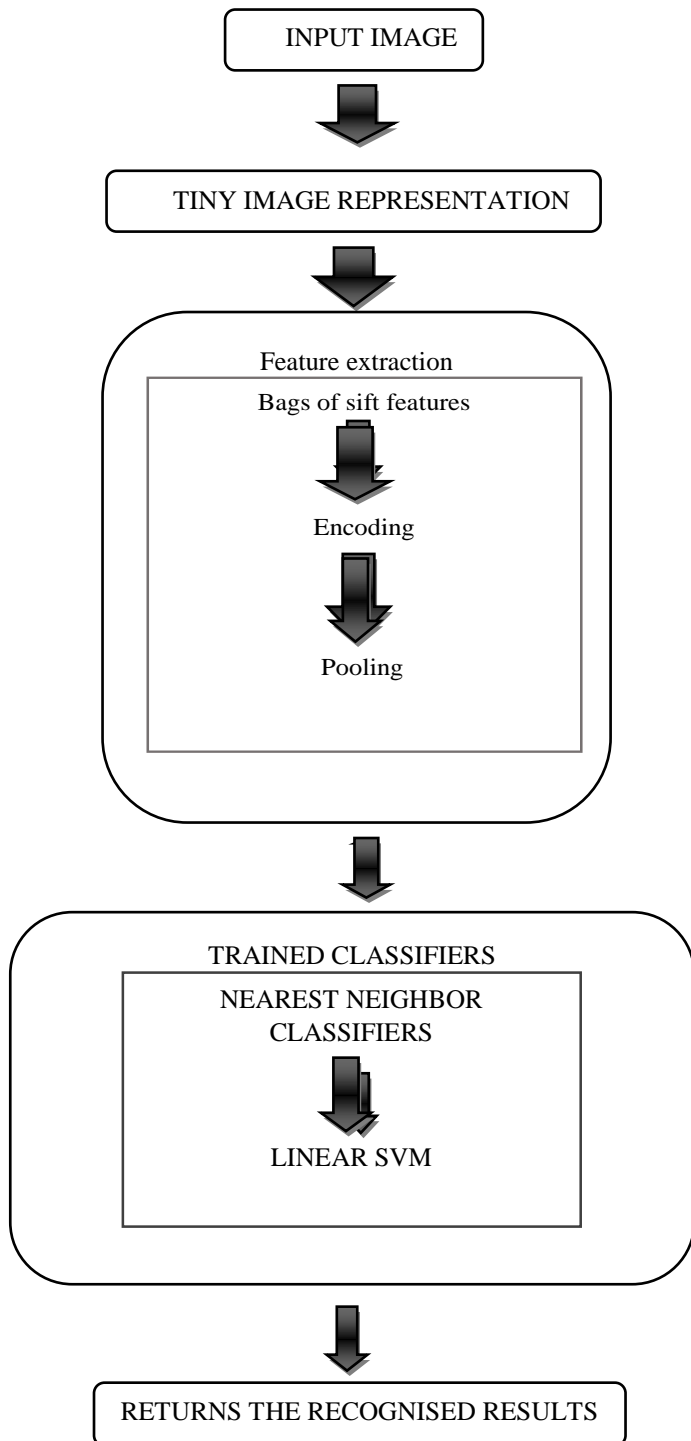 INPUT IMAGE
TINY IMAGE REPRESENTATION
Feature extraction
Bags of sift features
Encoding
Pooling
TRAINED CLASSIFIERS
NEAREST NEIGHBOR
CLASSIFIERS
LINEAR SVM
RETURNS THE RECOGNISED RESULTS